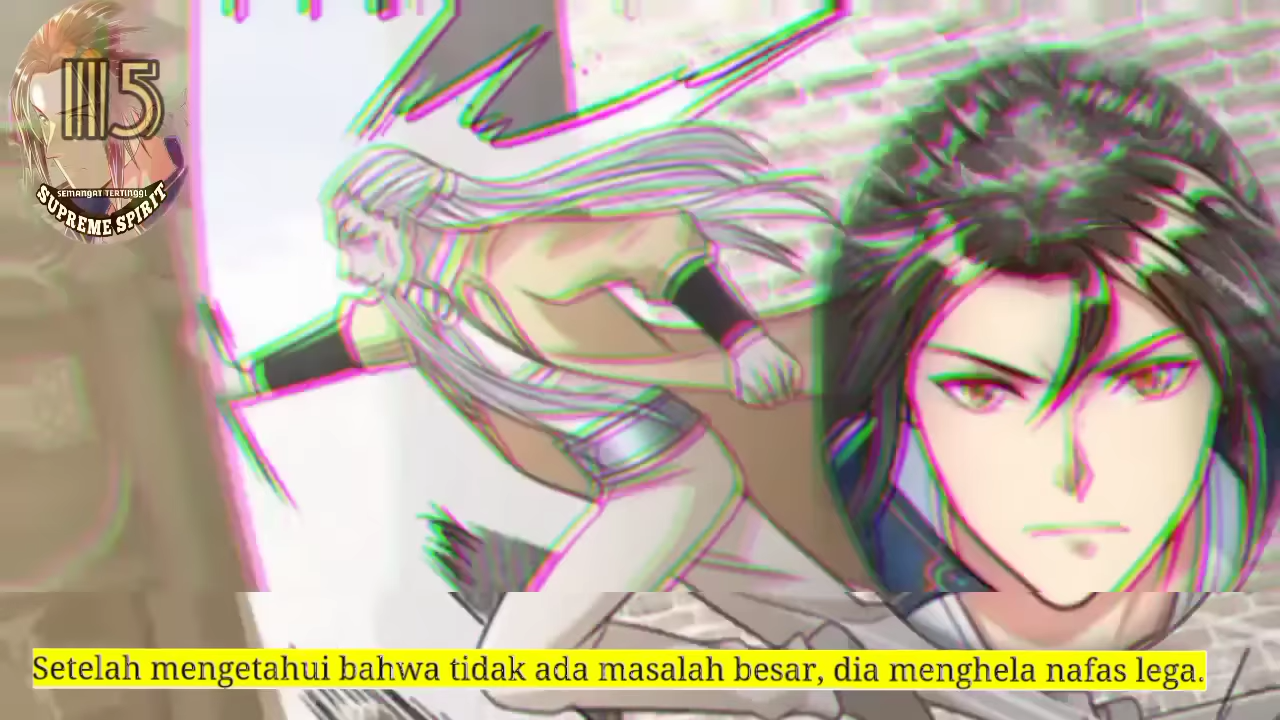 115
SEMANGAT TERTINGGI
SUPREME SPIRIT
Setelah mengetahui bahwa tidak ada masalah besar, dia menghela nafas lega.